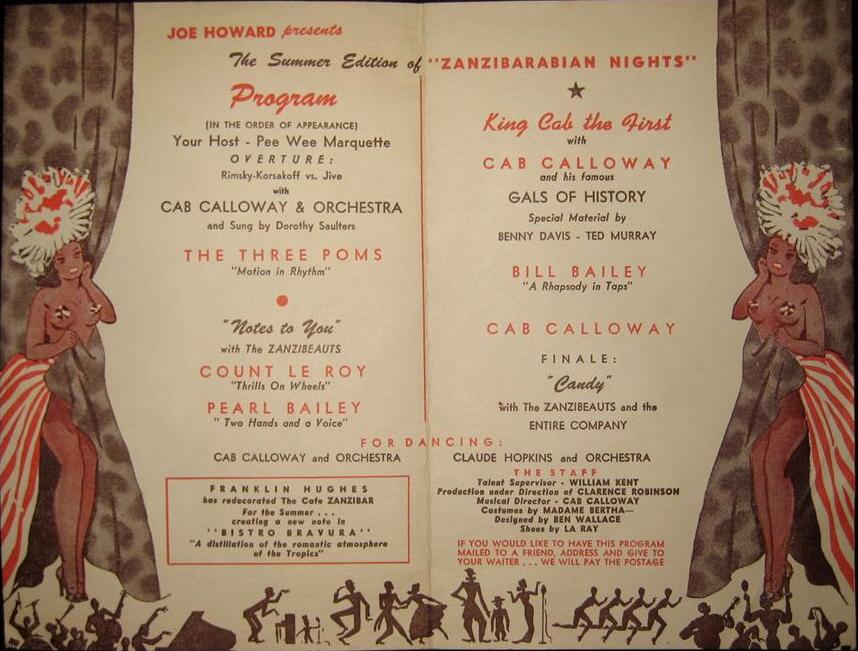 JOE HOWARD presents
The Summer Edition of "ZANZIBARABIAN NIGHTS"
Program
(IN THE ORDER OF APPEARANCE)
Your Host - Pee Wee Marquette
OVERTURE:
Rimsky-Korsakoff vs. Jive
with
CAB CALLOWAY & ORCHESTRA
and Sung by Dorothy Saulters
THE THREE POMS
"Motion in Rhythm"
"Notes to You"
with The ZANZIBEAUTS
COUNT LE ROY
"Thrills On Wheels"
PEARL BAILEY
"Two Hands and a Voice"
King Cab the First
with
CAB CALLOWAY
and his famous
GALS OF HISTORY
Special Material by
BENNY DAVIS - TED MURRAY
BILL BAILEY
"A Rhapsody in Taps"
CAB CALLOWAY
FINALE:
"Candy"
with The ZANZIBEAUTS and the
ENTIRE COMPANY
FOR DANCING:
CAB CALLOWAY and ORCHESTRA
CLAUDE HOPKINS and ORCHESTRA
FRANKLIN HUGHES
has redecorated The Cafe ZANZIBAR
For the Summer . . .
creating a new note in
"BISTRO BRAVURA"
"A distillation of the romantic atmosphere
of the Tropics"
THE STAFF
Talent Supervisor - WILLIAM KENT
Production under Direction of CLARENCE ROBINSON
Musical Director - CAB CALLOWAY
Costumes by MADAME BERTHA—
Designed by BEN WALLACE
Shoes by LA RAY
IF YOU WOULD LIKE TO HAVE THIS PROGRAM
MAILED TO A FRIEND, ADDRESS AND GIVE TO
YOUR WAITER . . . WE WILL PAY THE POSTAGE